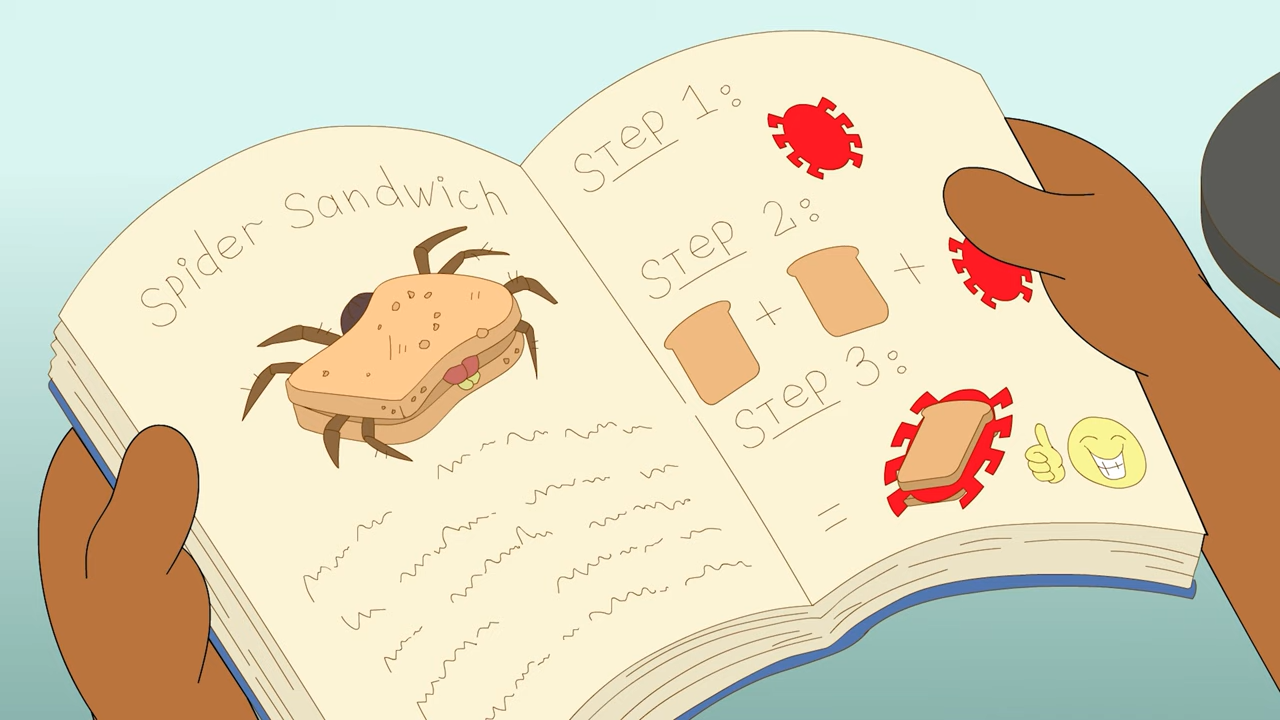 Spider Sandwich
Step 1:
Step 2:
+ +
Step 3:
=